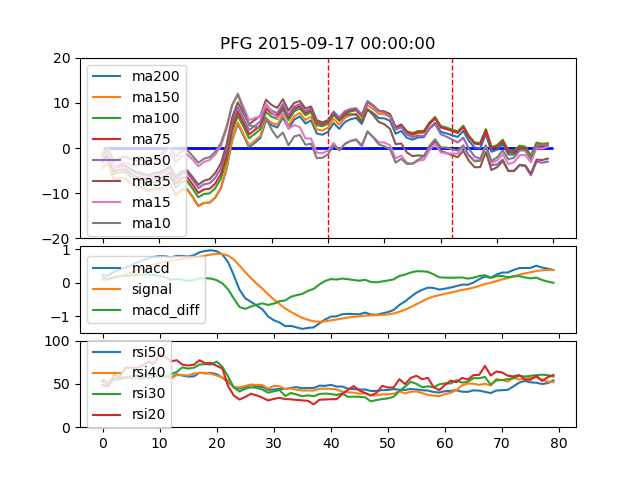 PFG 2015-09-17 00:00:00
20
10
0
−10
−20
ma200
ma150
ma100
ma75
ma50
ma35
ma15
ma10
1
0
−1
macd
signal
macd_diff
100
50
0
rsi50
rsi40
rsi30
rsi20
0 10 20 30 40 50 60 70 80